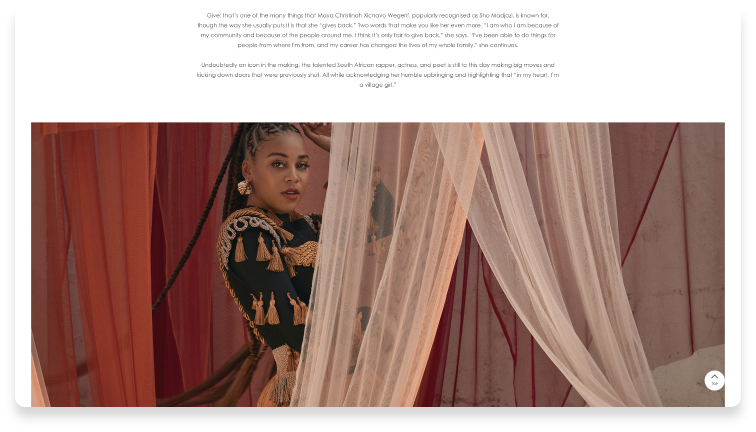 Give: that's one of the many things that Maya Christinah Xichavo Wegerif, popularly recognised as Sho Madjozi, is known for,
though the way she usually puts it is that she "gives back." Two words that make you like her even more. "I am who I am because of
my community and because of the people around me. I think it's only fair to give back," she says. "I've been able to do things for
people from where I'm from, and my career has changed the lives of my whole family," she continues.
Undoubtedly an icon in the making, the talented South African rapper, actress, and poet is still to this day making big moves and
kicking down doors that were previously shut. All while acknowledging her humble upbringing and highlighting that "in my heart, I'm
a village girl."
TOP